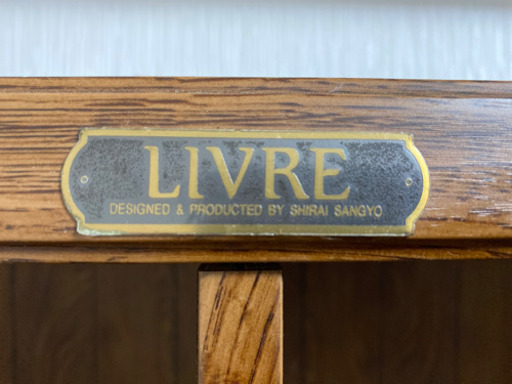 LIVRE
DESIGNED & PRODUCTED BY SHIRAI SANGYO